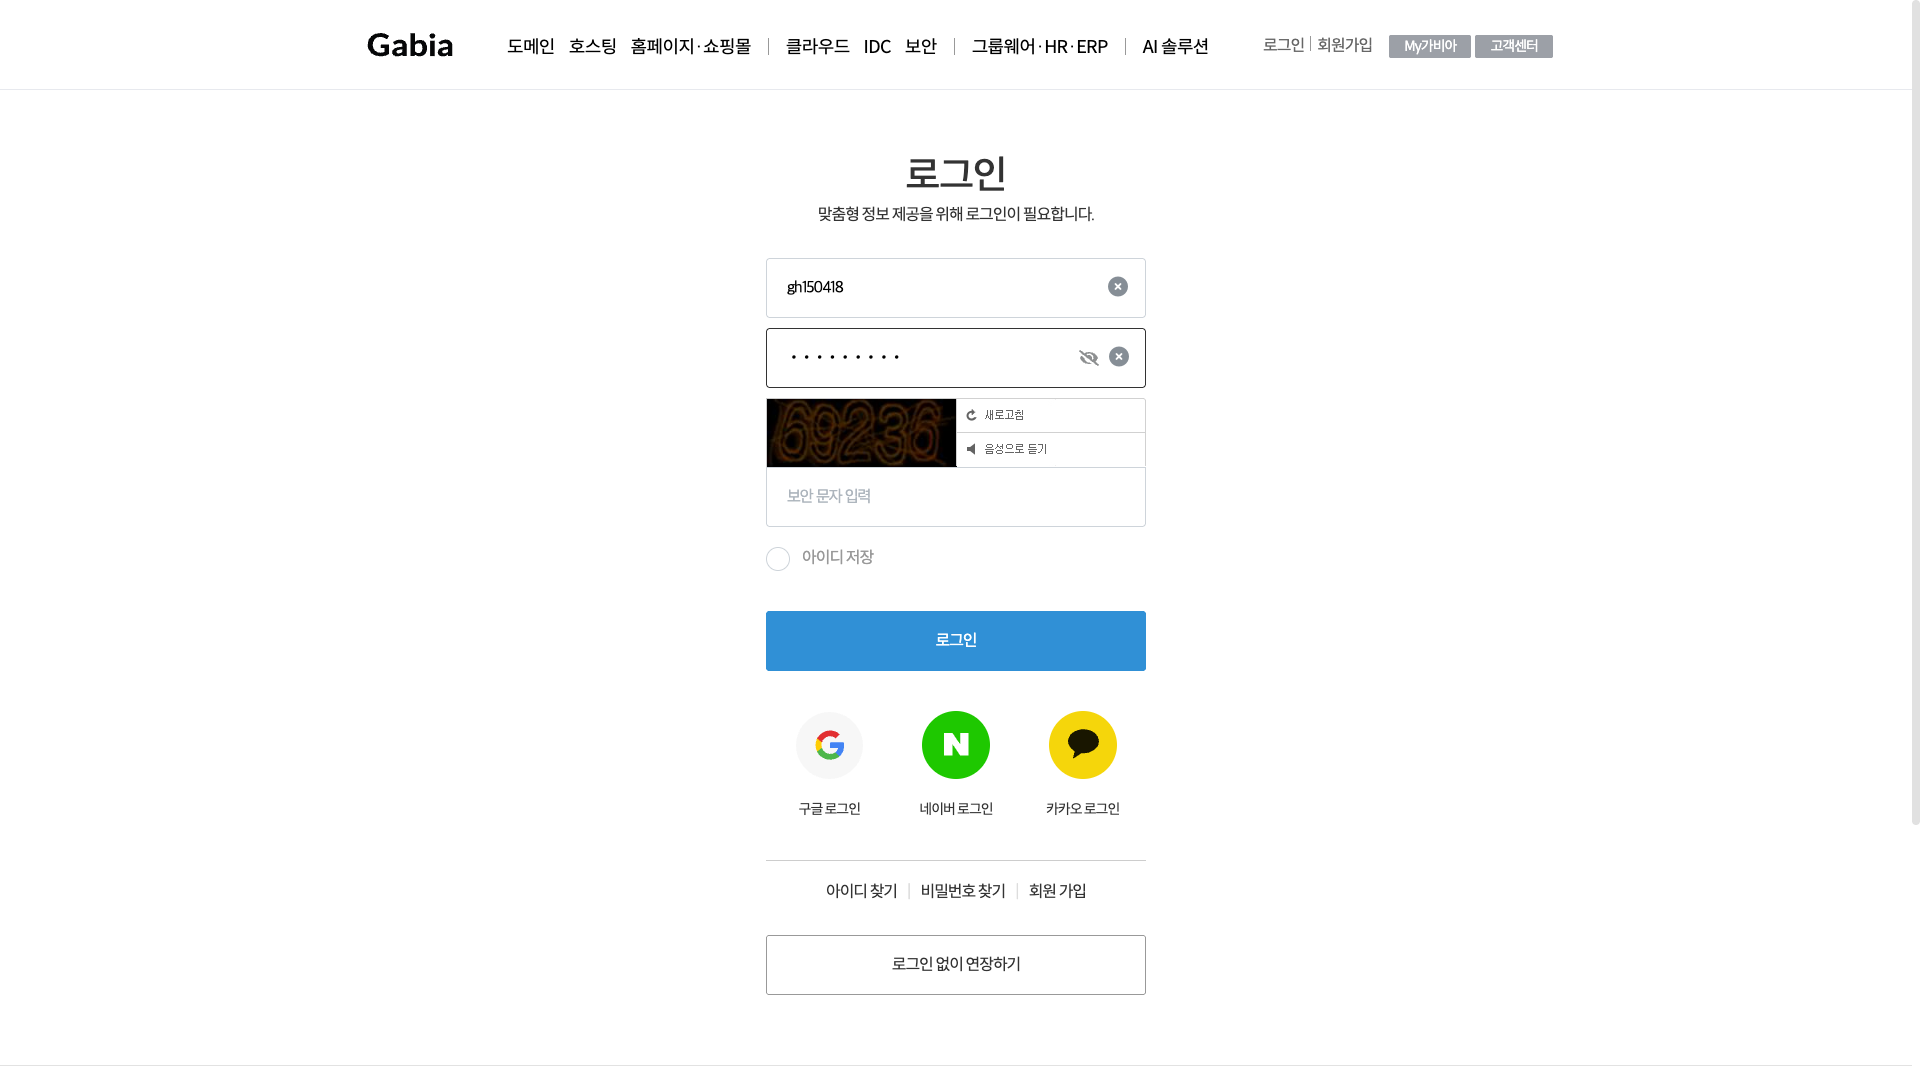 Gabia
도메인 호스팅 홈페이지·쇼핑몰 클라우드 IDC 보안 그룹웨어·HR·ERP AI 솔루션
로그인 회원가입 My가비아 고객센터
로그인
맞춤형 정보 제공을 위해 로그인이 필요합니다.
gh150418
•••••••••
69236
새로고침
음성으로 듣기
보안 문자 입력
아이디 저장
로그인
구글 로그인 네이버 로그인 카카오 로그인
아이디 찾기 비밀번호 찾기 회원 가입
로그인 없이 연장하기